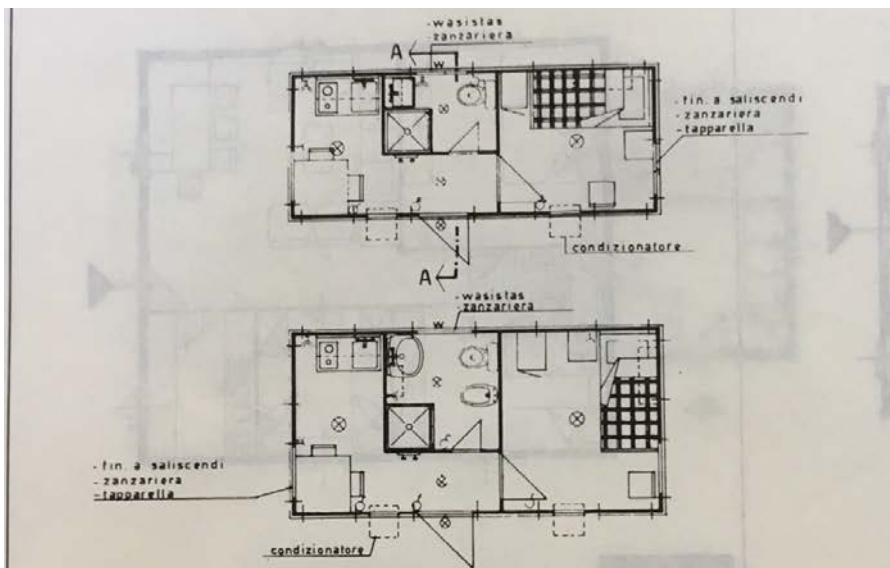 - wasistas
- zanzariera
A
w
- fin. a saliscendi
- zanzariera
- tapparella
condizionatore
A
- wasistas
- zanzariera
w
- fin. a saliscendi
- zanzariera
- tapparella
condizionatore